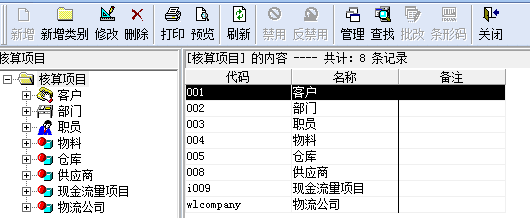 新增 新增类别 修改 删除 打印 预览 刷新 禁用 反禁用 管理 查找 批改 条形码 关闭
核算项目
[核算项目] 的内容 ---- 共计: 8 条记录
核算项目
客户
部门
职员
物料
仓库
供应商
现金流量项目
物流公司
代码 名称 备注
001 客户
002 部门
003 职员
004 物料
005 仓库
008 供应商
i009 现金流量项目
wlcompany 物流公司